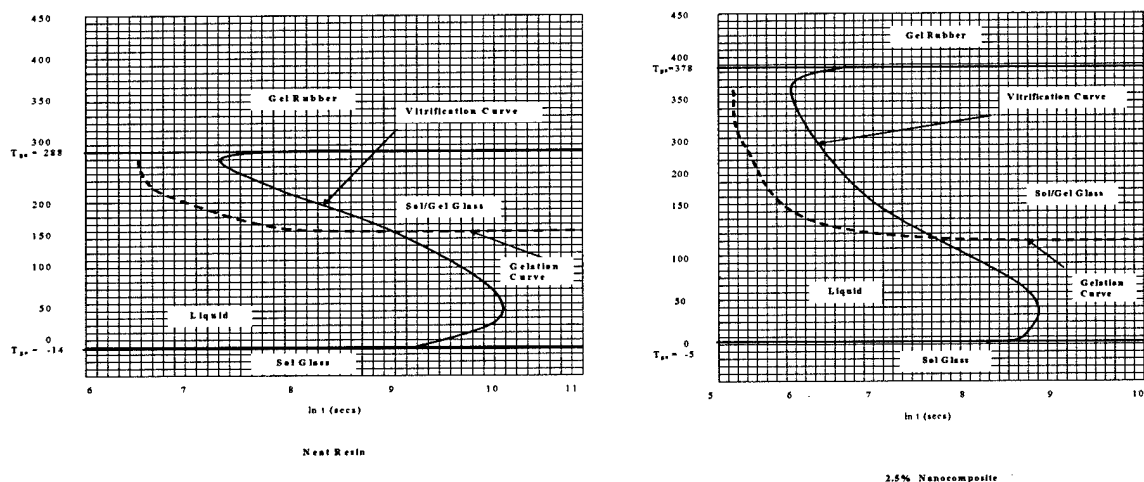 450
400
350
300
T g∞ = 288
200
150
100
50
0
T go = -14
Gel Rubber
Vitrification Curve
Sol/Gel Glass
Gelation Curve
Liquid
Sol Glass
6 7 8 9 10 11
ln t (secs)
Neat Resin
450
400
T g∞ =378
350
300
200
150
100
50
0
T go = -5
Gel Rubber
Vitrification Curve
Sol/Gel Glass
Gelation
Curve
Liquid
Sol Glass
5 6 7 8 9 10
ln t (secs)
2.5% Nanocomposite